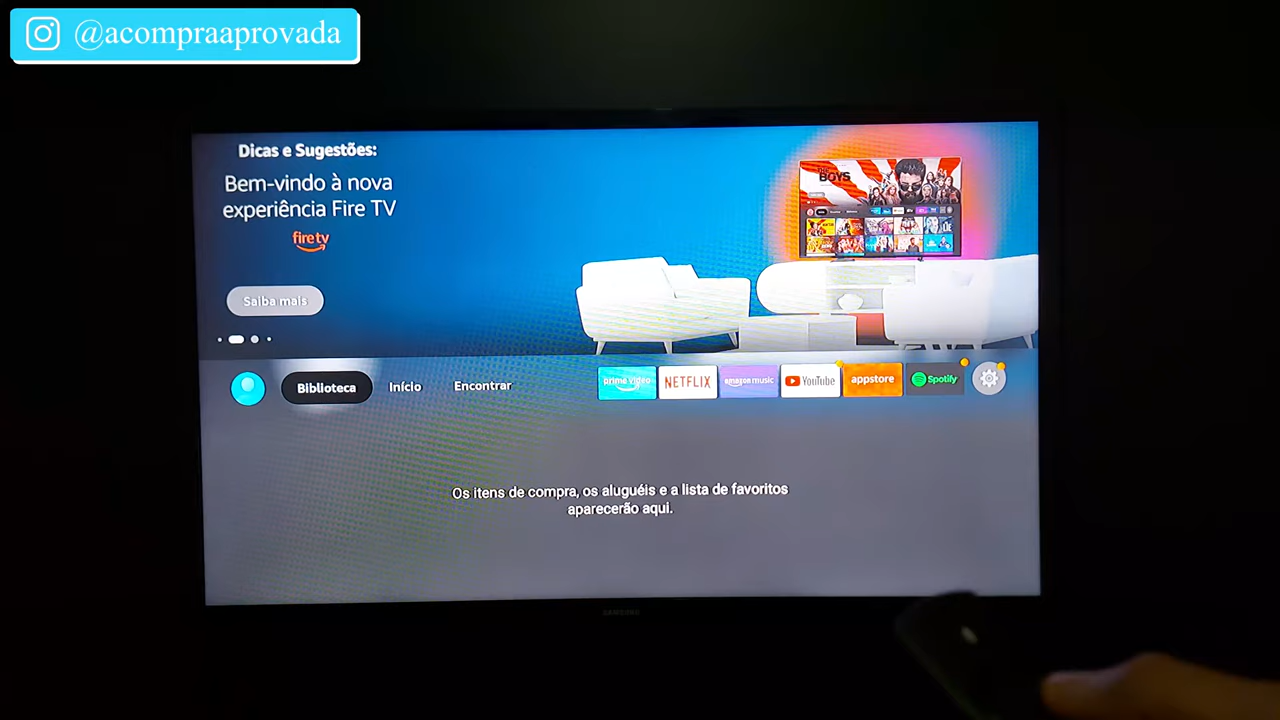 @acompraaprovada
Dicas e Sugestões:
Bem-vindo à nova
experiência Fire TV
fire tv
Saiba mais
BOYS
Biblioteca
Início
Encontrar
prime video
NETFLIX
amazon music
YouTube
appstore
Spotify
Os itens de compra, os aluguéis e a lista de favoritos
aparecerão aqui.
SAMSUNG